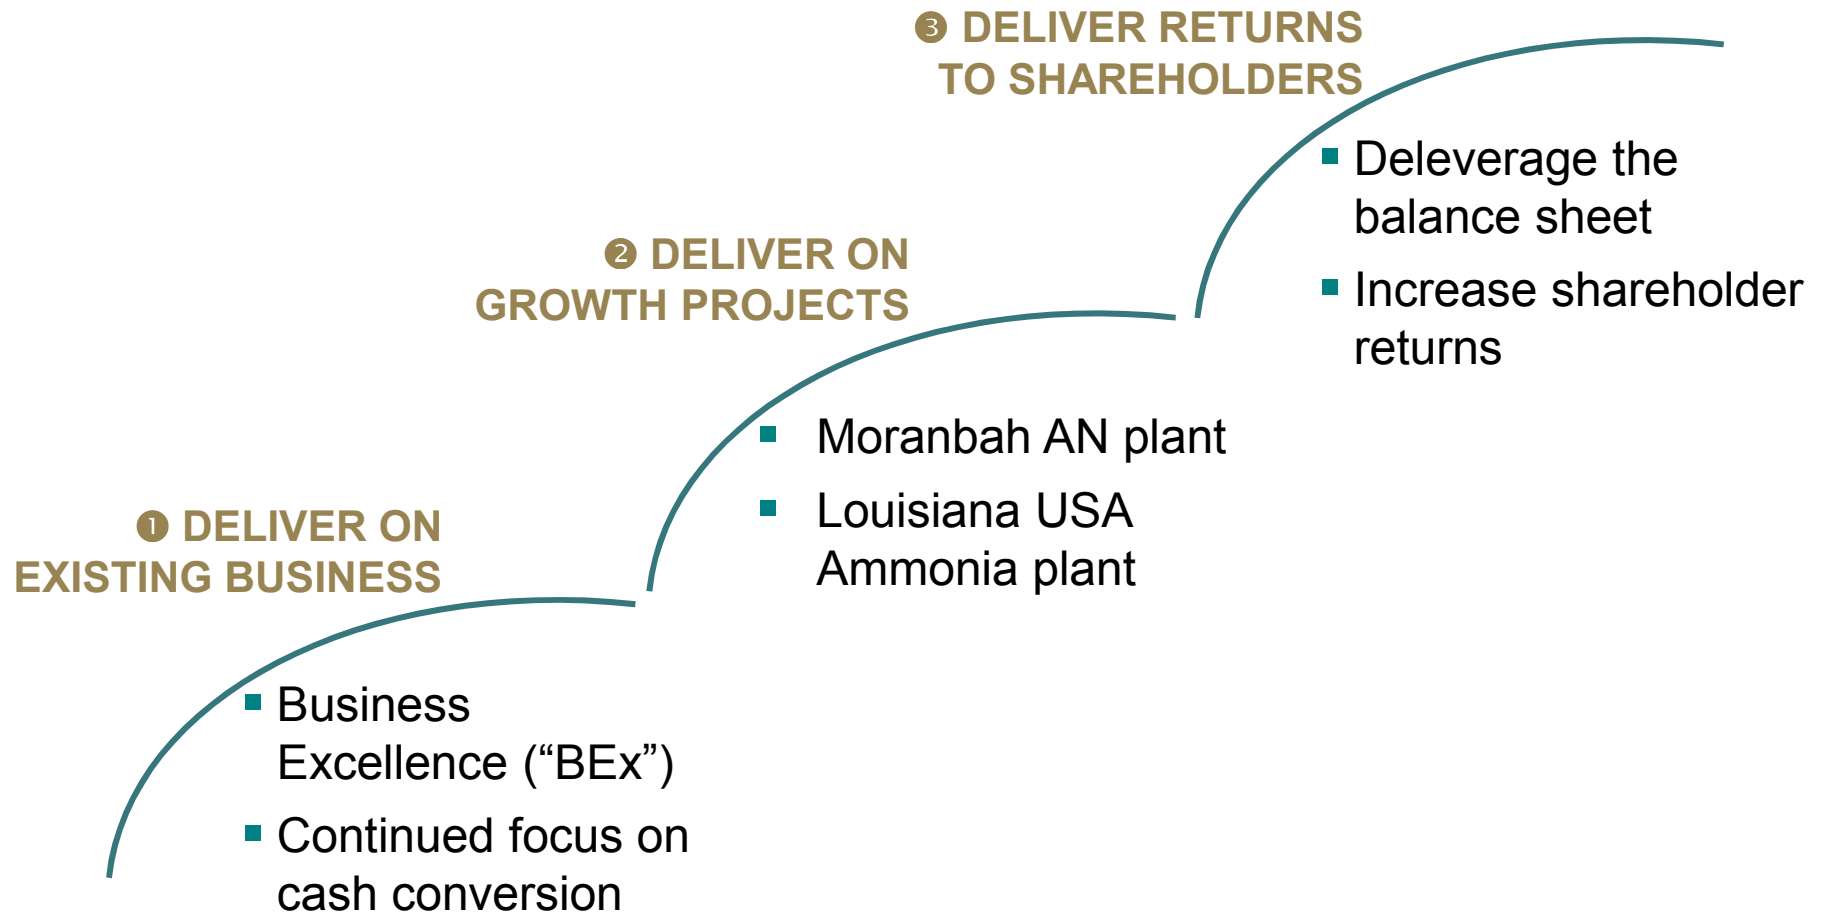 ❸ DELIVER RETURNS
TO SHAREHOLDERS
▪ Deleverage the
balance sheet
▪ Increase shareholder
returns
❷ DELIVER ON
GROWTH PROJECTS
▪ Moranbah AN plant
▪ Louisiana USA
Ammonia plant
❶ DELIVER ON
EXISTING BUSINESS
▪ Business
Excellence (“BEx”)
▪ Continued focus on
cash conversion